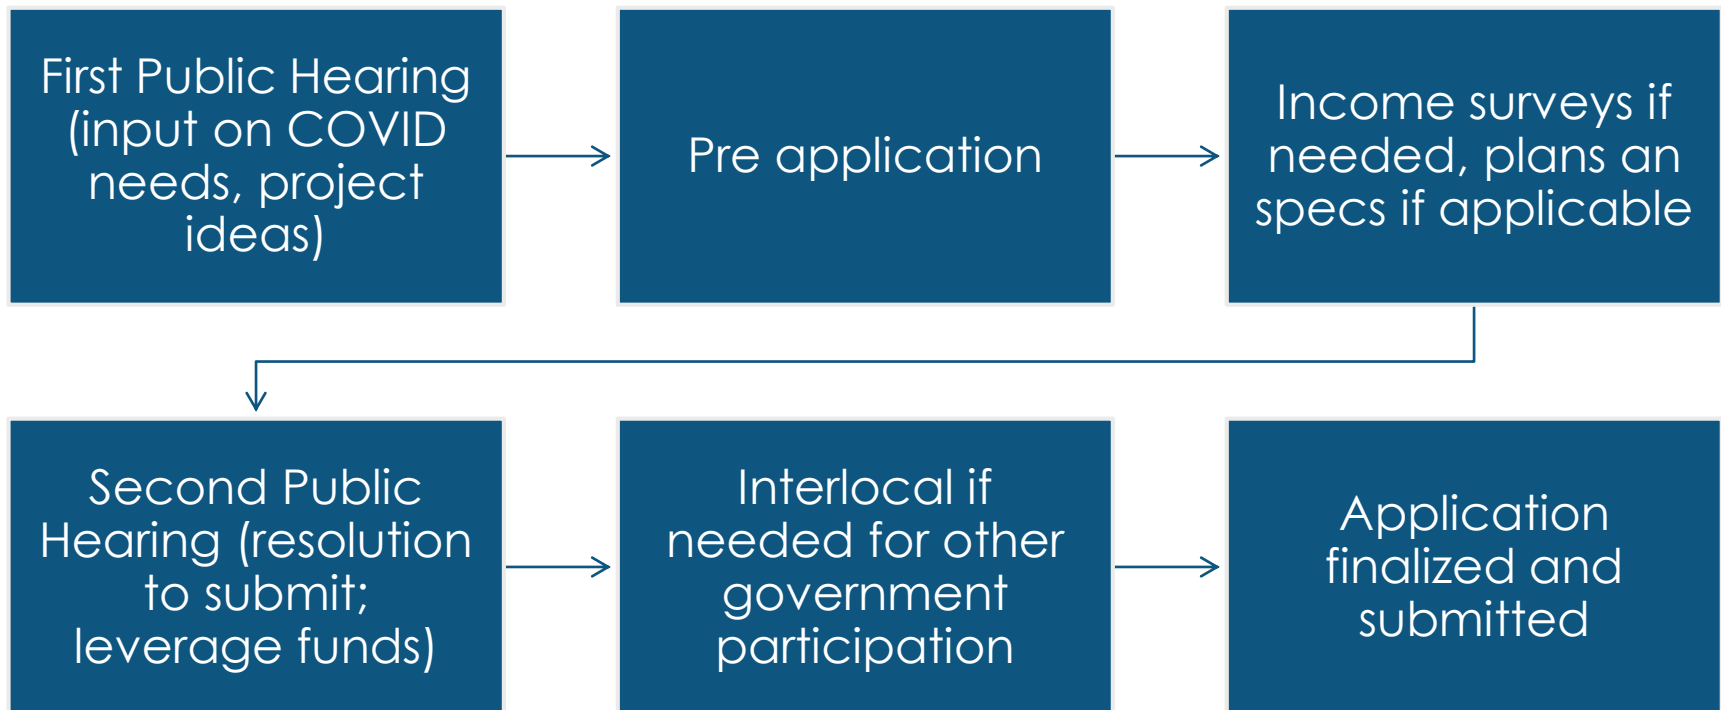 First Public Hearing
(input on COVID
needs, project
ideas)
Pre application
Income surveys if
needed, plans an
specs if applicable
Second Public
Hearing (resolution
to submit;
leverage funds)
Interlocal if
needed for other
government
participation
Application
finalized and
submitted